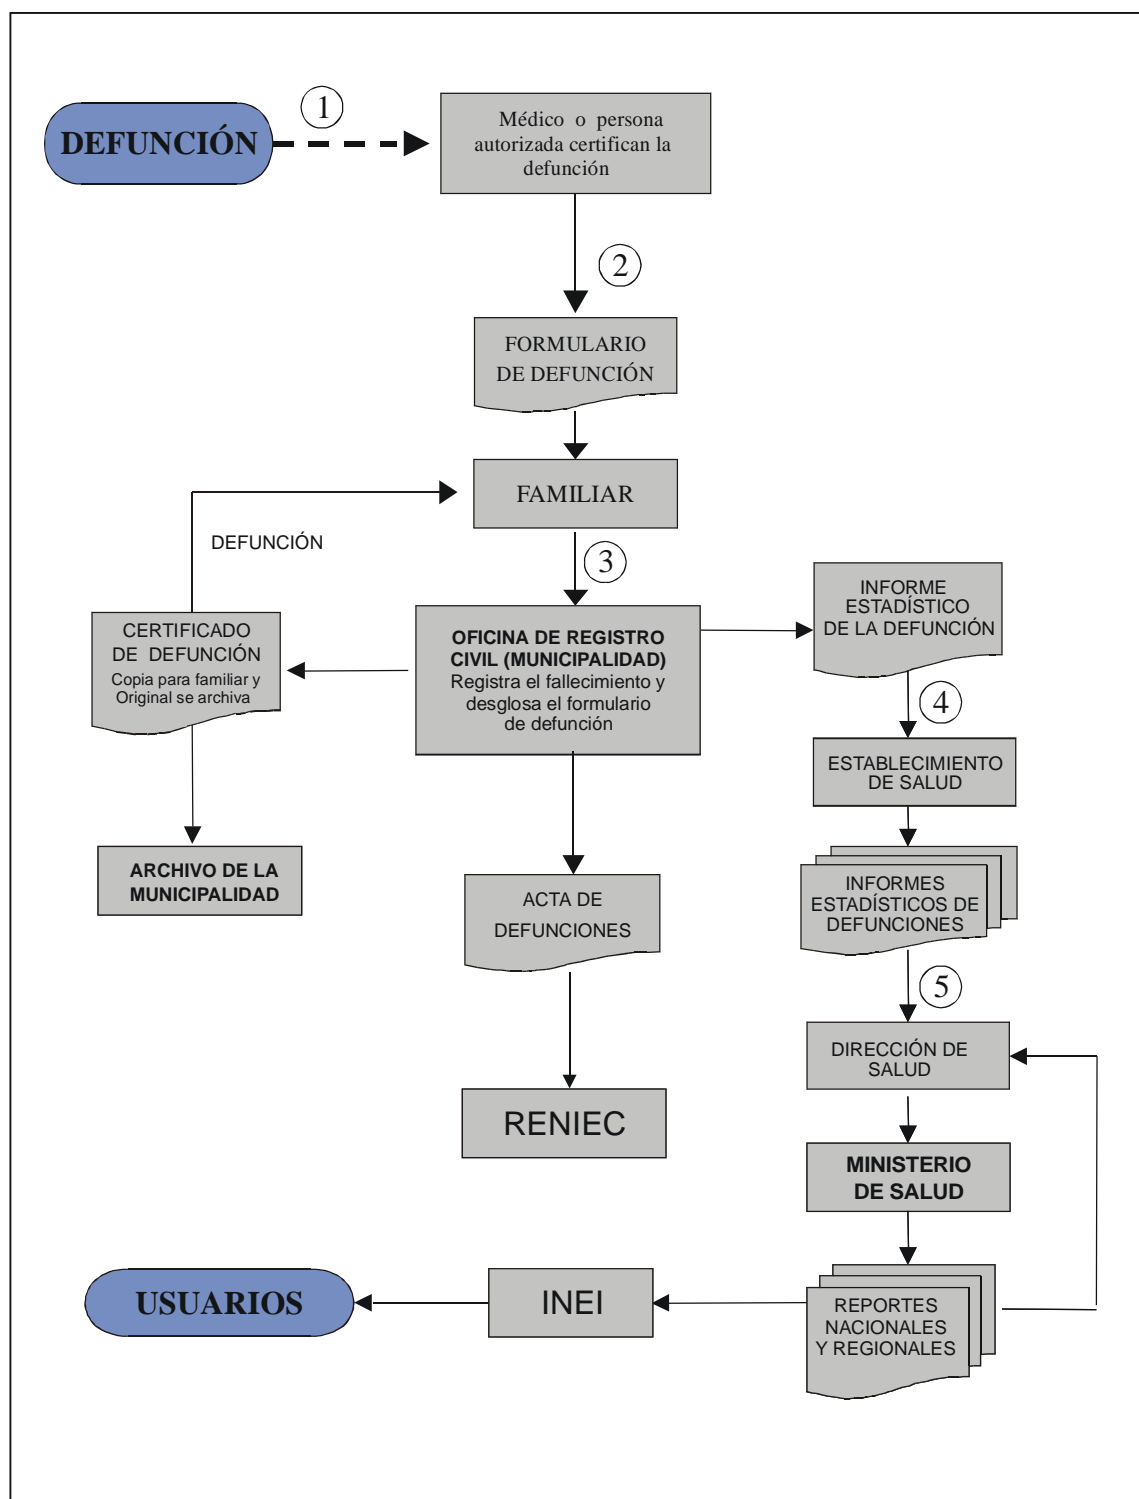 DEFUNCIÓN
1
Médico o persona
autorizada certifican la
defunción
2
FORMULARIO
DE DEFUNCIÓN
FAMILIAR
DEFUNCIÓN
3
CERTIFICADO
DE DEFUNCIÓN
Copia para familiar y
Original se archiva
OFICINA DE REGISTRO
CIVIL (MUNICIPALIDAD)
Registra el fallecimiento y
desglosa el formulario
de defunción
INFORME
ESTADÍSTICO
DE LA DEFUNCIÓN
4
ESTABLECIMIENTO
DE SALUD
ARCHIVO DE LA
MUNICIPALIDAD
ACTA DE
DEFUNCIONES
INFORMES
ESTADÍSTICOS DE
DEFUNCIONES
5
DIRECCIÓN DE
SALUD
RENIEC
MINISTERIO
DE SALUD
USUARIOS
INEI
REPORTES
NACIONALES
Y REGIONALES